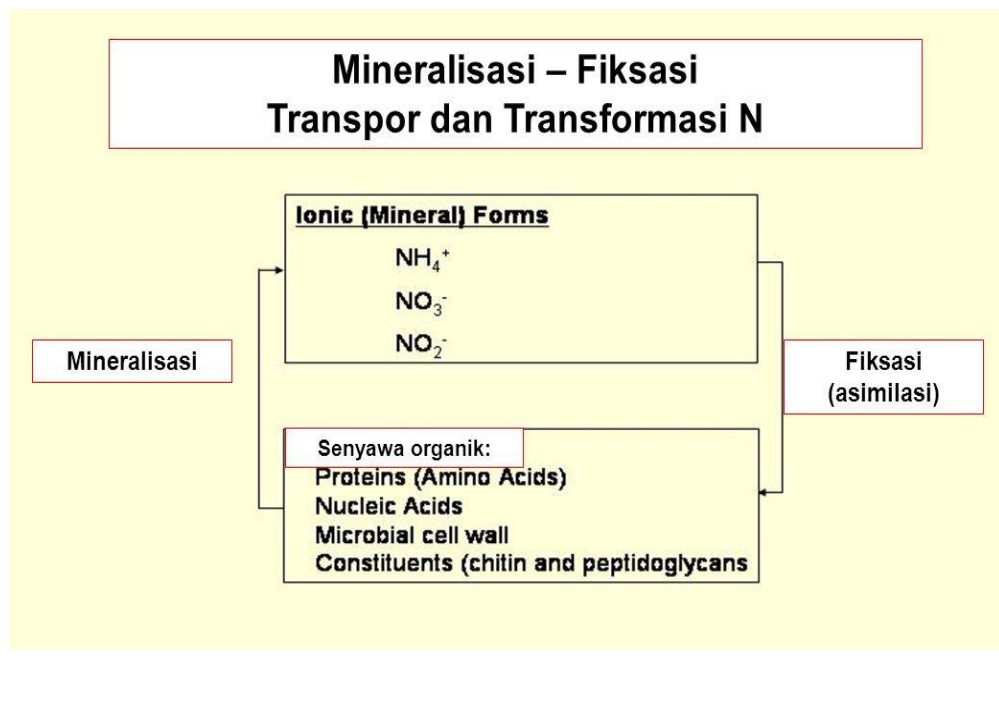 Mineralisasi – Fiksasi
Transpor dan Transformasi N
Ionic (Mineral) Forms
NH₄⁺
NO₃⁻
NO₂⁻
Mineralisasi
Fiksasi
(asimilasi)
Senyawa organik:
Proteins (Amino Acids)
Nucleic Acids
Microbial cell wall
Constituents (chitin and peptidoglycans